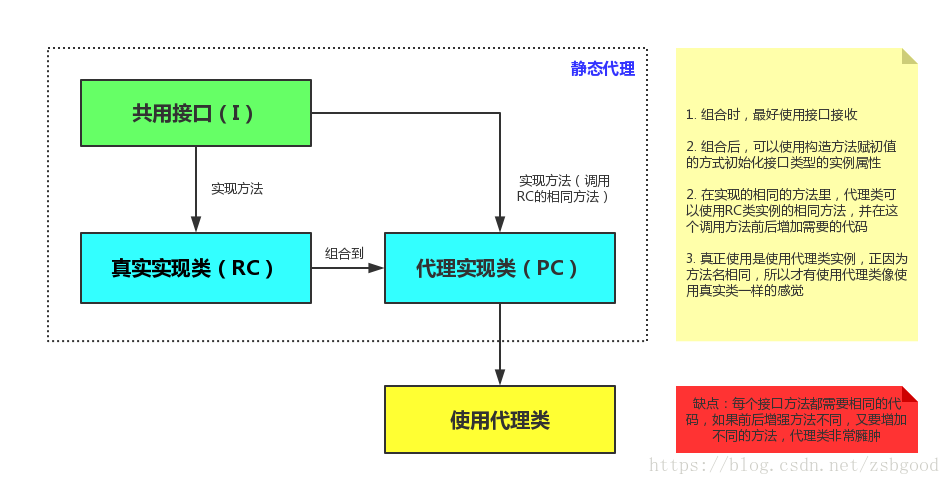 静态代理
共用接口（I）
实现方法
实现方法（调用
RC的相同方法）
真实实现类（RC）
组合到
代理实现类（PC）
使用代理类
1. 组合时，最好使用接口接收
2. 组合后，可以使用构造方法赋初值
的方式初始化接口类型的实例属性
2. 在实现的相同的方法里，代理类可
以使用RC类实例的相同方法，并在这
个调用方法前后增加需要的代码
3. 真正使用是使用代理类实例，正因为
方法名相同，所以才有使用代理类像使
用真实类一样的感觉
缺点：每个接口方法都需要相同的代
码，如果前后增强方法不同，又要增加
不同的方法，代理类非常臃肿
https://blog.csdn.net/zsbgood